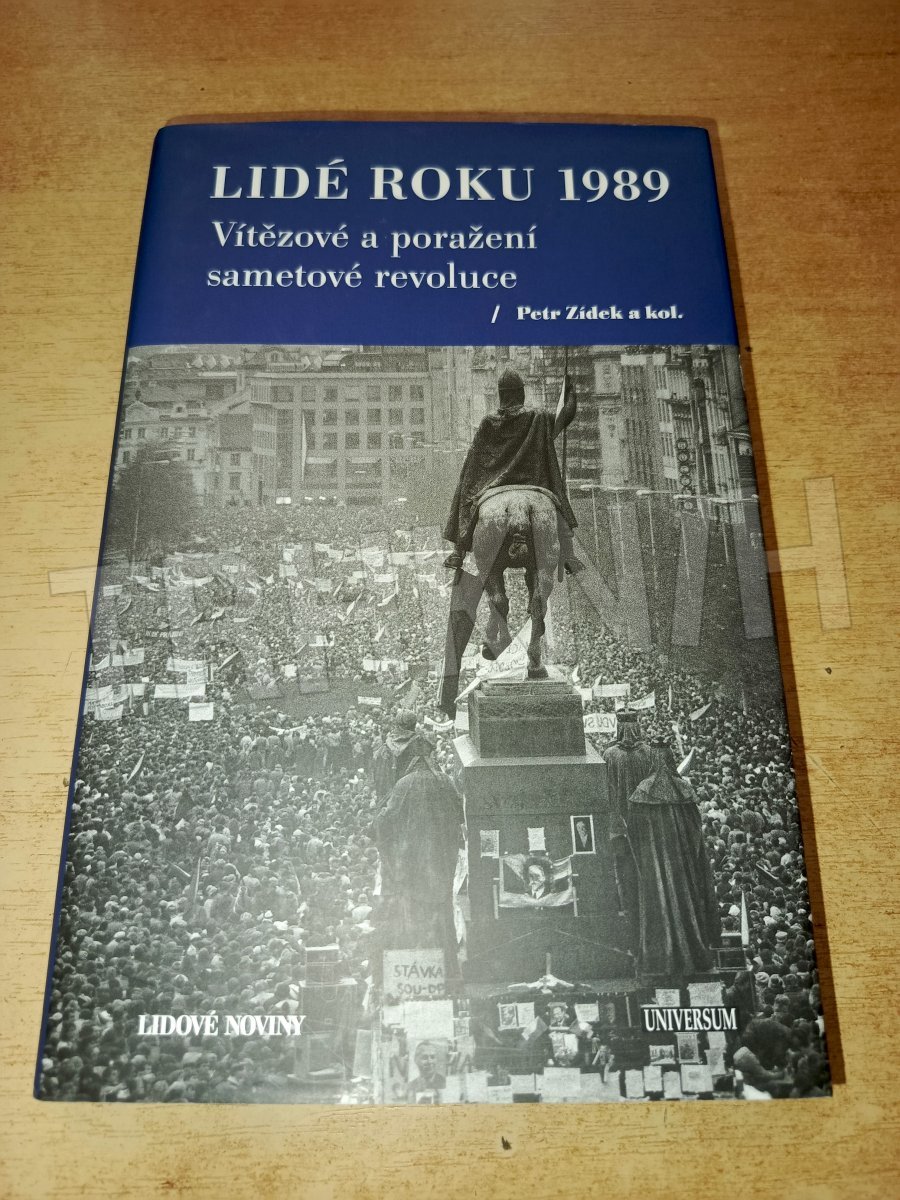 LIDÉ ROKU 1989
Vítězové a poražení
sametové revoluce
/ Petr Zídek a kol.
STÁVKA
LIDOVÉ NOVINY
UNIVERSUM